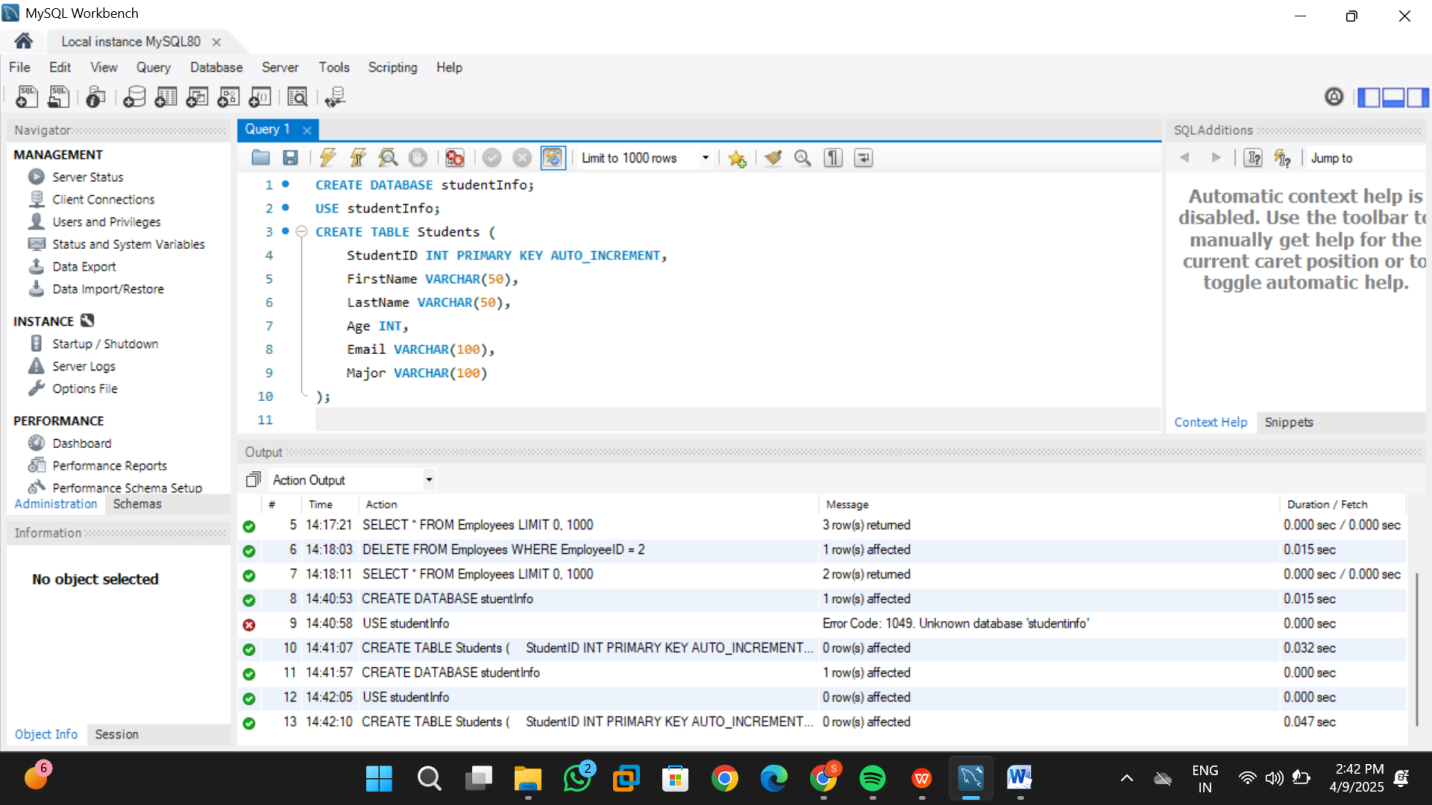 MySQL Workbench
Local instance MySQL80
File Edit View Query Database Server Tools Scripting Help
Navigator
MANAGEMENT
Server Status
Client Connections
Users and Privileges
Status and System Variables
Data Export
Data Import/Restore
INSTANCE
Startup / Shutdown
Server Logs
Options File
PERFORMANCE
Dashboard
Performance Reports
Performance Schema Setup
Administration Schemas
Information
No object selected
Object Info Session
Query 1
Limit to 1000 rows
1 CREATE DATABASE studentInfo;
2 USE studentInfo;
3 CREATE TABLE Students (
4 StudentID INT PRIMARY KEY AUTO_INCREMENT,
5 FirstName VARCHAR(50),
6 LastName VARCHAR(50),
7 Age INT,
8 Email VARCHAR(100),
9 Major VARCHAR(100)
10 );
11
SQLAdditions
Jump to
Automatic context help is
disabled. Use the toolbar to
manually get help for the
current caret position or to
toggle automatic help.
Context Help Snippets
Output
Action Output
# Time Action Message Duration / Fetch
5 14:17:21 SELECT * FROM Employees LIMIT 0, 1000 3 row(s) returned 0.000 sec / 0.000 sec
6 14:18:03 DELETE FROM Employees WHERE EmployeeID = 2 1 row(s) affected 0.015 sec
7 14:18:11 SELECT * FROM Employees LIMIT 0, 1000 2 row(s) returned 0.000 sec / 0.000 sec
8 14:40:53 CREATE DATABASE stuentInfo 1 row(s) affected 0.015 sec
9 14:40:58 USE studentInfo Error Code: 1049. Unknown database 'studentinfo' 0.000 sec
10 14:41:07 CREATE TABLE Students ( StudentID INT PRIMARY KEY AUTO_INCREMENT... 0 row(s) affected 0.032 sec
11 14:41:57 CREATE DATABASE studentInfo 1 row(s) affected 0.000 sec
12 14:42:05 USE studentInfo 0 row(s) affected 0.000 sec
13 14:42:10 CREATE TABLE Students ( StudentID INT PRIMARY KEY AUTO_INCREMENT... 0 row(s) affected 0.047 sec
6
2
S
W
ENG
IN
2:42 PM
4/9/2025